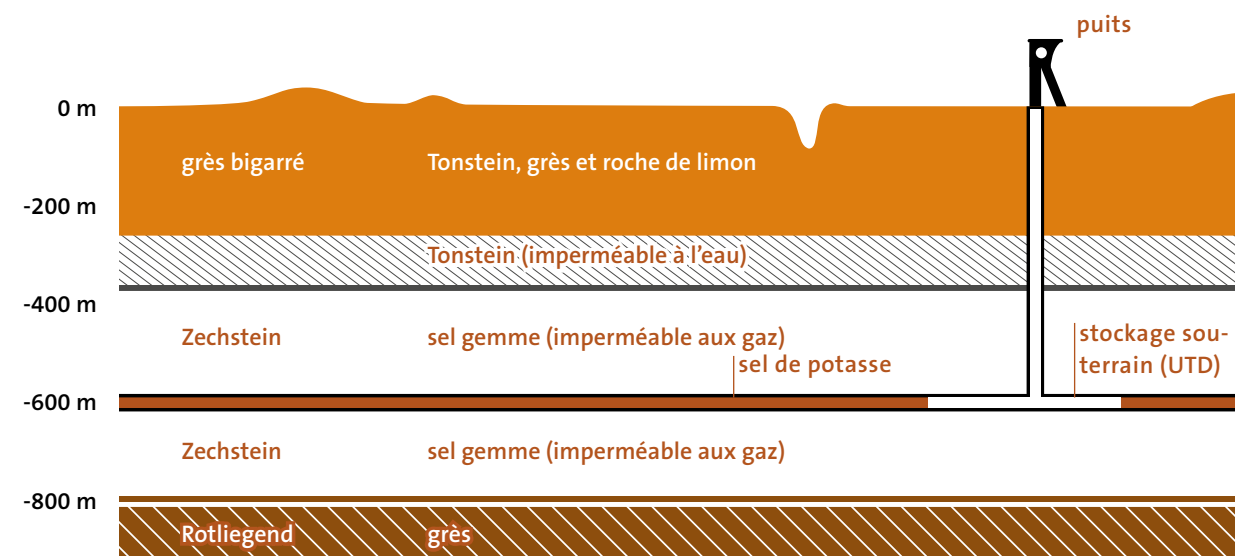 puits
0 m
grès bigarré Tonstein, grès et roche de limon
-200 m
Tonstein (imperméable à l'eau)
-400 m
Zechstein sel gemme (imperméable aux gaz)
stockage sou-
terrain (UTD)
sel de potasse
-600 m
Zechstein sel gemme (imperméable aux gaz)
-800 m
Rotliegend grès